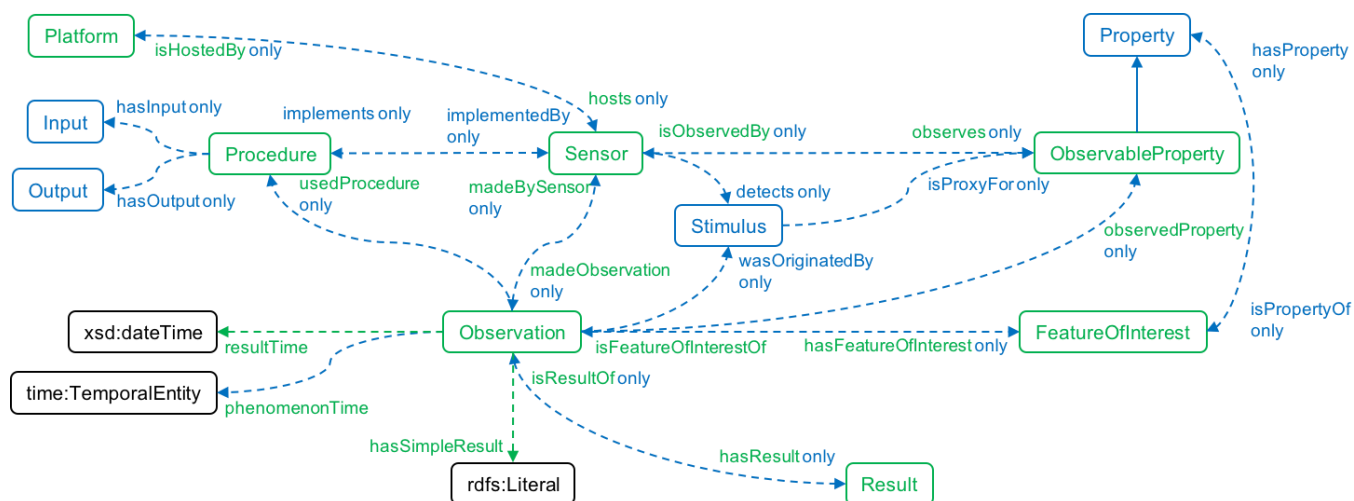 Platform
isHostedBy only
Property
hasProperty
only
hasInput only
Input
implements only
implementedBy
only
hosts only
isObservedBy only
observes only
Procedure
Sensor
ObservableProperty
Output
hasOutput only
usedProcedure
only
madeBySensor
only
detects only
isProxyFor only
Stimulus
observedProperty
only
wasOriginatedBy
only
madeObservation
only
xsd:dateTime
resultTime
Observation
isFeatureOfInterestOf
hasFeatureOfInterest only
FeatureOfInterest
isPropertyOf
only
time:TemporalEntity
phenomenonTime
isResultOf only
hasSimpleResult
hasResult only
rdfs:Literal
Result